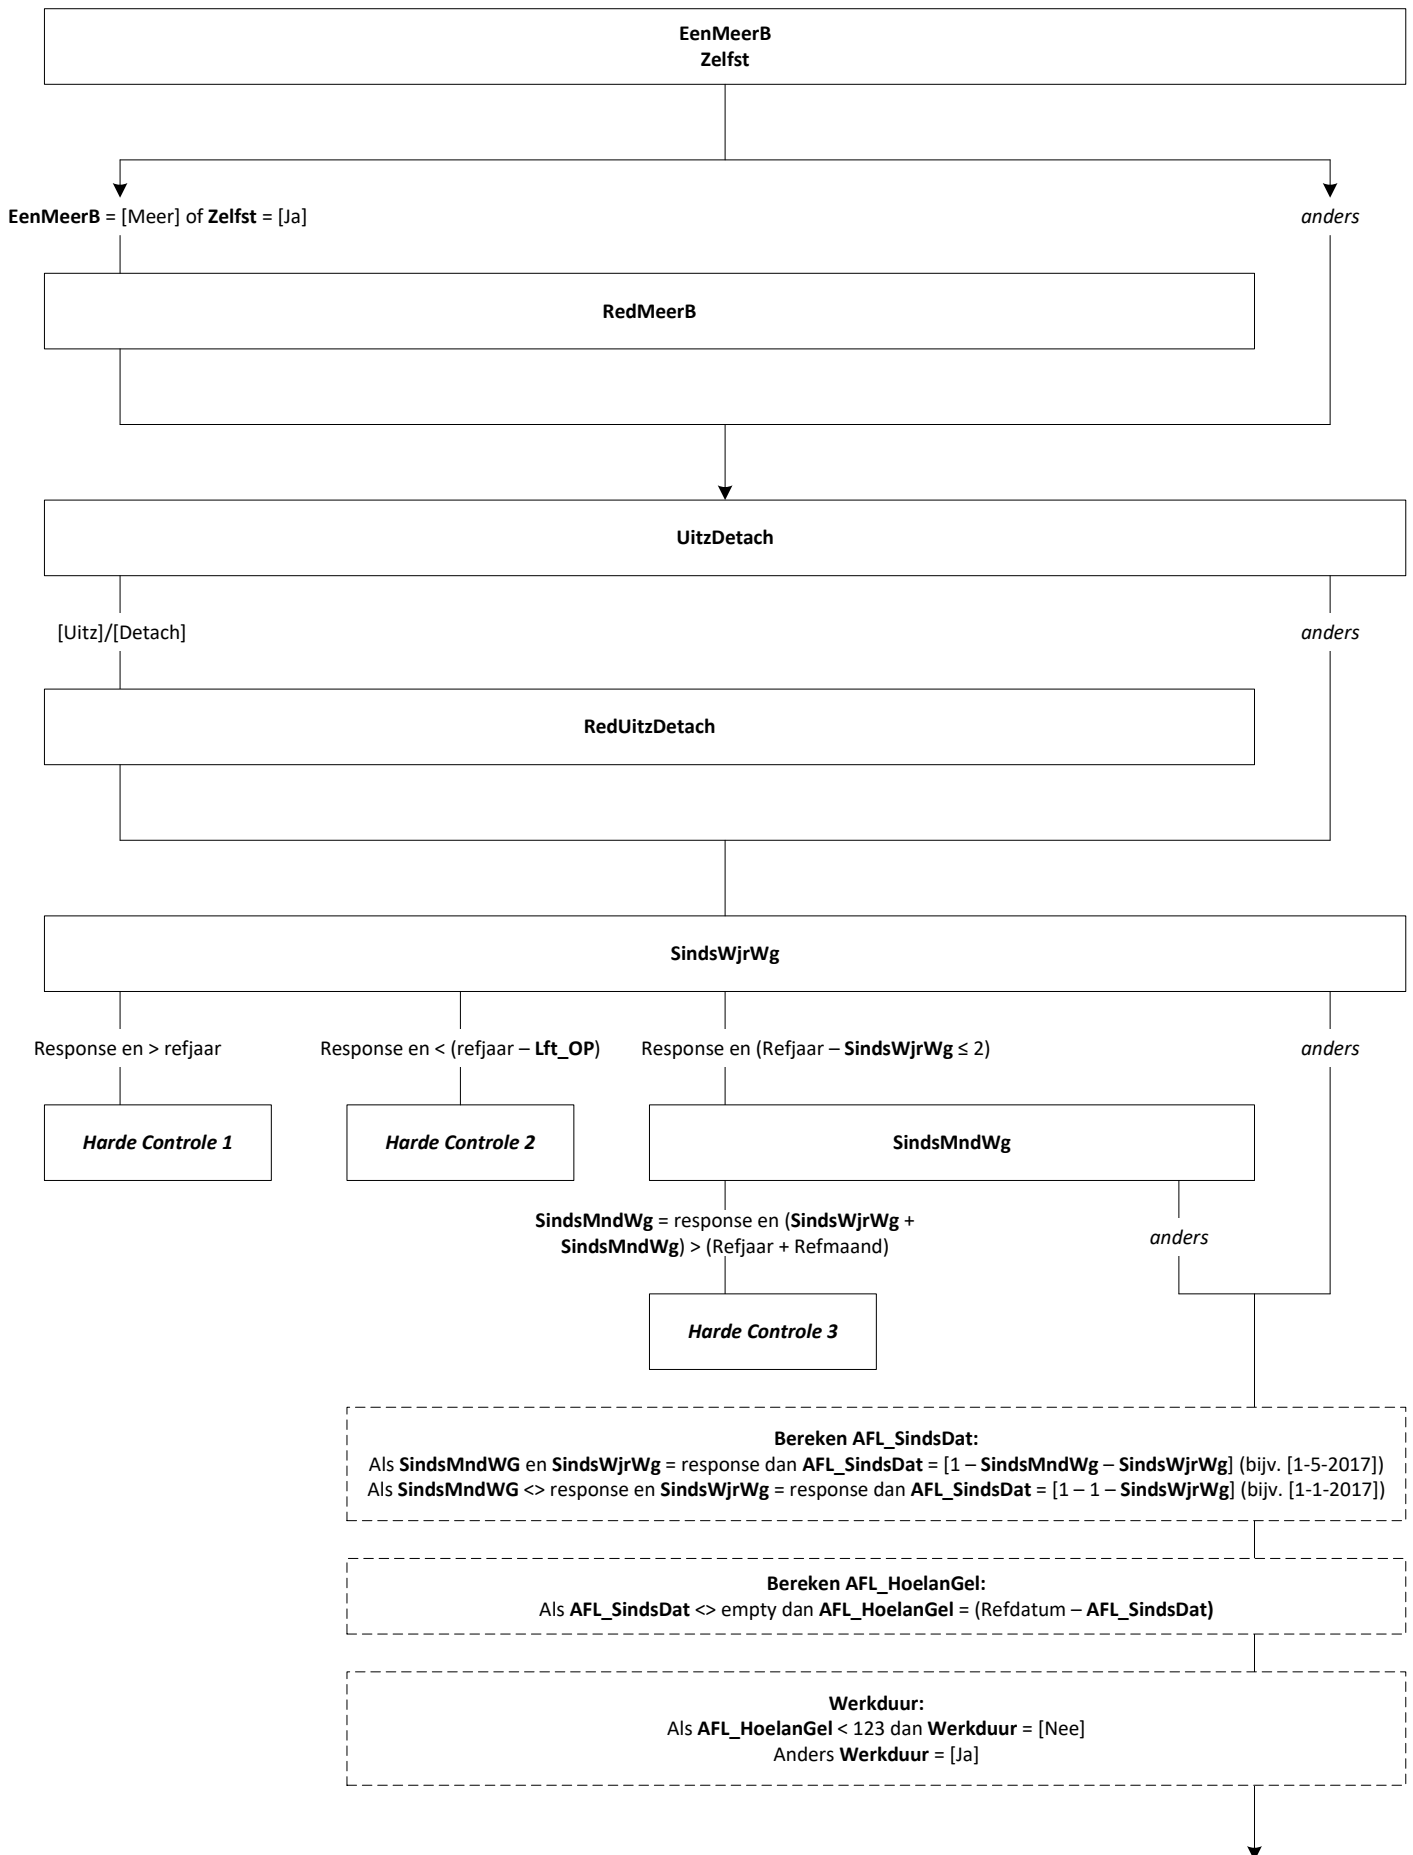 EenMeerB
Zelfst
EenMeerB = [Meer] of Zelfst = [Ja]
anders
RedMeerB
UitzDetach
[Uitz]/[Detach]
anders
RedUitzDetach
SindsWjrWg
Response en > refjaar
Response en < (refjaar – Lft_OP)
Response en (Refjaar – SindsWjrWg ≤ 2)
anders
Harde Controle 1
Harde Controle 2
SindsMndWg
SindsMndWg = response en (SindsWjrWg +
SindsMndWg) > (Refjaar + Refmaand)
anders
Harde Controle 3
Bereken AFL_SindsDat:
Als SindsMndWG en SindsWjrWg = response dan AFL_SindsDat = [1 – SindsMndWg – SindsWjrWg] (bijv. [1-5-2017])
Als SindsMndWG <> response en SindsWjrWg = response dan AFL_SindsDat = [1 – 1 – SindsWjrWg] (bijv. [1-1-2017])
Bereken AFL_HoelanGel:
Als AFL_SindsDat <> empty dan AFL_HoelanGel = (Refdatum – AFL_SindsDat)
Werkduur:
Als AFL_HoelanGel < 123 dan Werkduur = [Nee]
Anders Werkduur = [Ja]